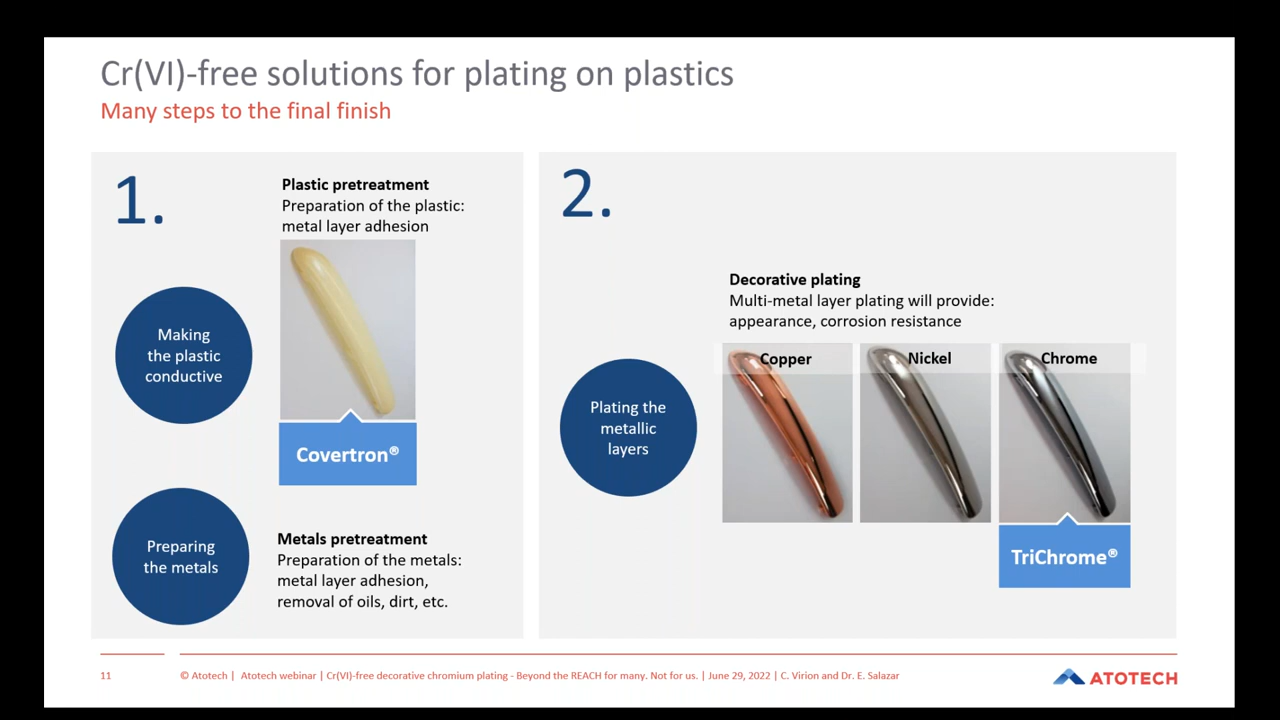 Cr(VI)-free solutions for plating on plastics
Many steps to the final finish
1.
Plastic pretreatment
Preparation of the plastic:
metal layer adhesion
Making
the plastic
conductive
Covertron®
Preparing
the metals
Metals pretreatment
Preparation of the metals:
metal layer adhesion,
removal of oils, dirt, etc.
2.
Decorative plating
Multi-metal layer plating will provide:
appearance, corrosion resistance
Plating the
metallic
layers
Copper
Nickel
Chrome
TriChrome®
11
© Atotech | Atotech webinar | Cr(VI)-free decorative chromium plating - Beyond the REACH for many. Not for us. | June 29, 2022 | C. Virion and Dr. E. Salazar
ATOTECH